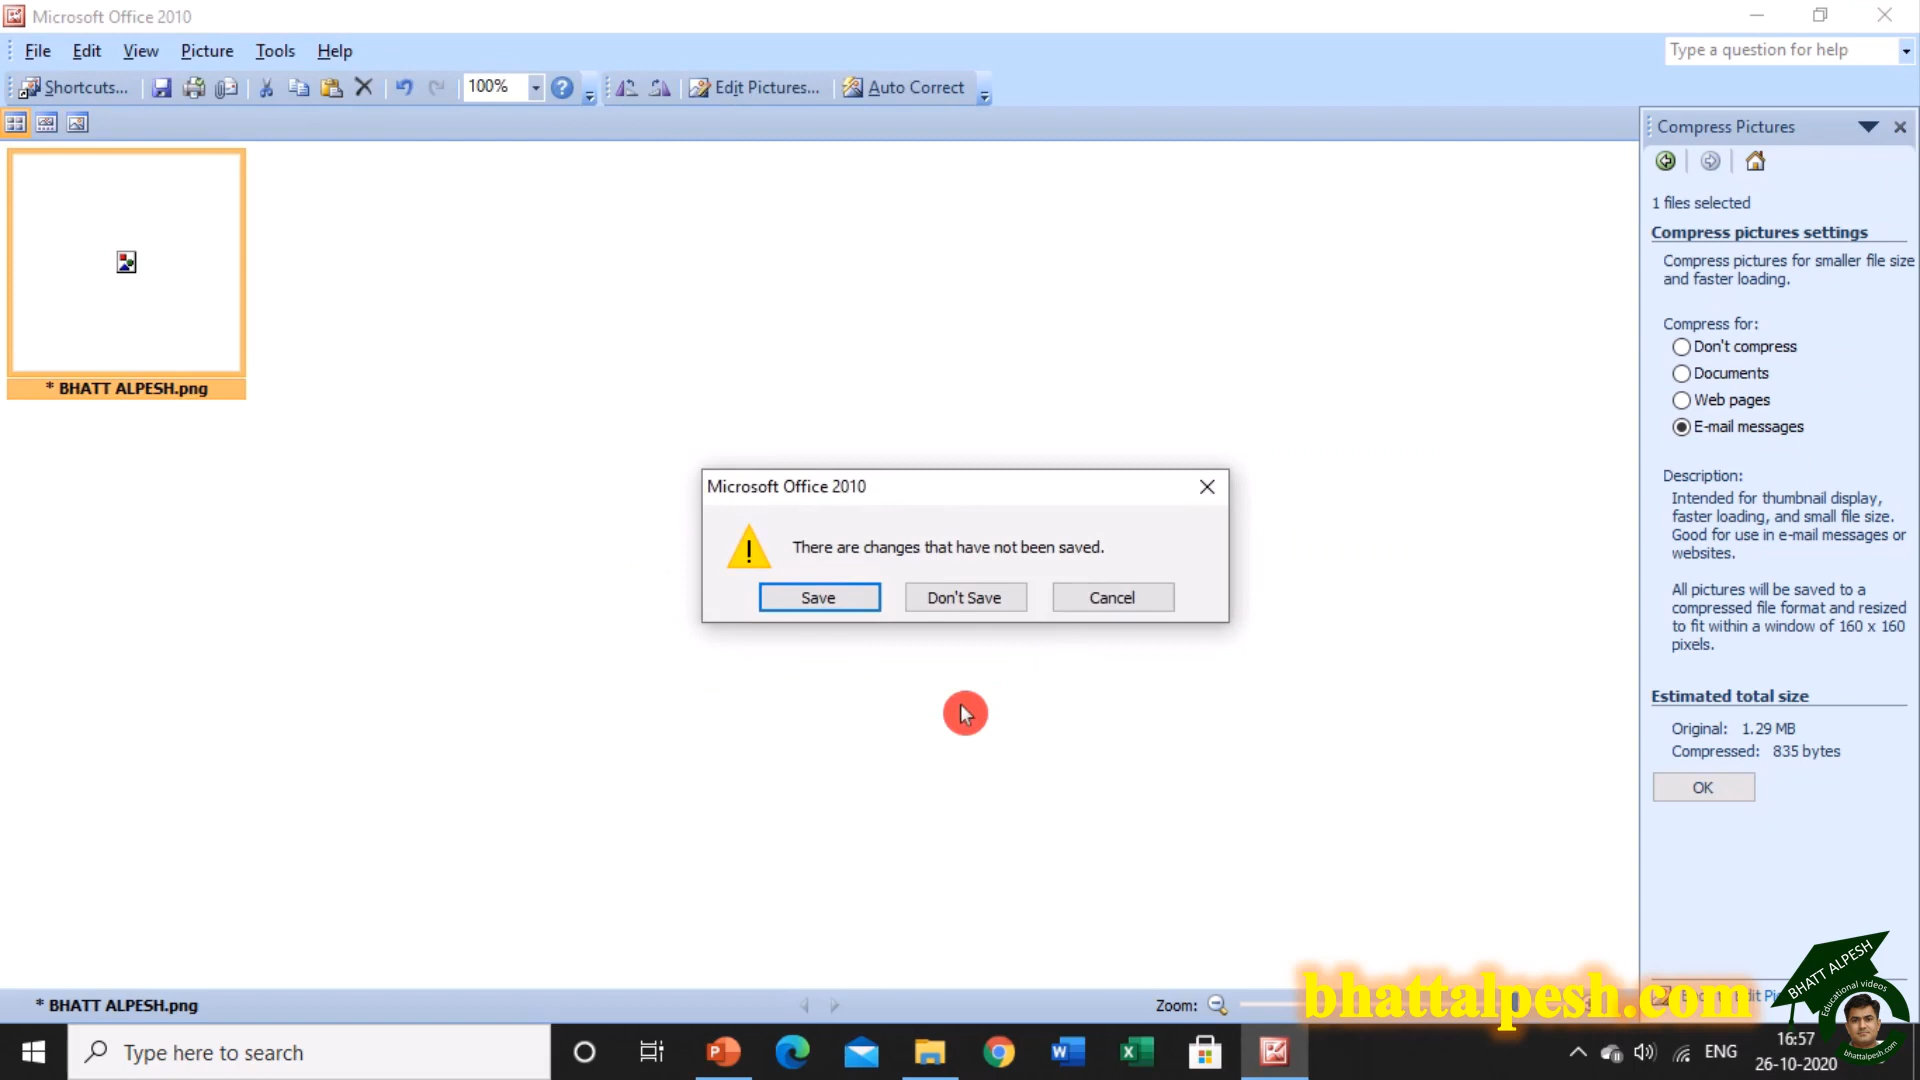 Microsoft Office 2010
File Edit View Picture Tools Help
Type a question for help
Shortcuts... 100% Edit Pictures... Auto Correct
Compress Pictures
1 files selected
Compress pictures settings
Compress pictures for smaller file size
and faster loading.
Compress for:
Don't compress
Documents
Web pages
E-mail messages
* BHATT ALPESH.png
Microsoft Office 2010
There are changes that have not been saved.
Save Don't Save Cancel
Description:
Intended for thumbnail display,
faster loading, and small file size.
Good for use in e-mail messages or
websites.
All pictures will be saved to a
compressed file format and resized
to fit within a window of 160 x 160
pixels.
Estimated total size
Original: 1.29 MB
Compressed: 835 bytes
OK
* BHATT ALPESH.png
Zoom:
bhattalpesh.com
BHATT ALPESH
Educational videos
bhattalpesh.com
Type here to search
ENG
16:57
26-10-2020